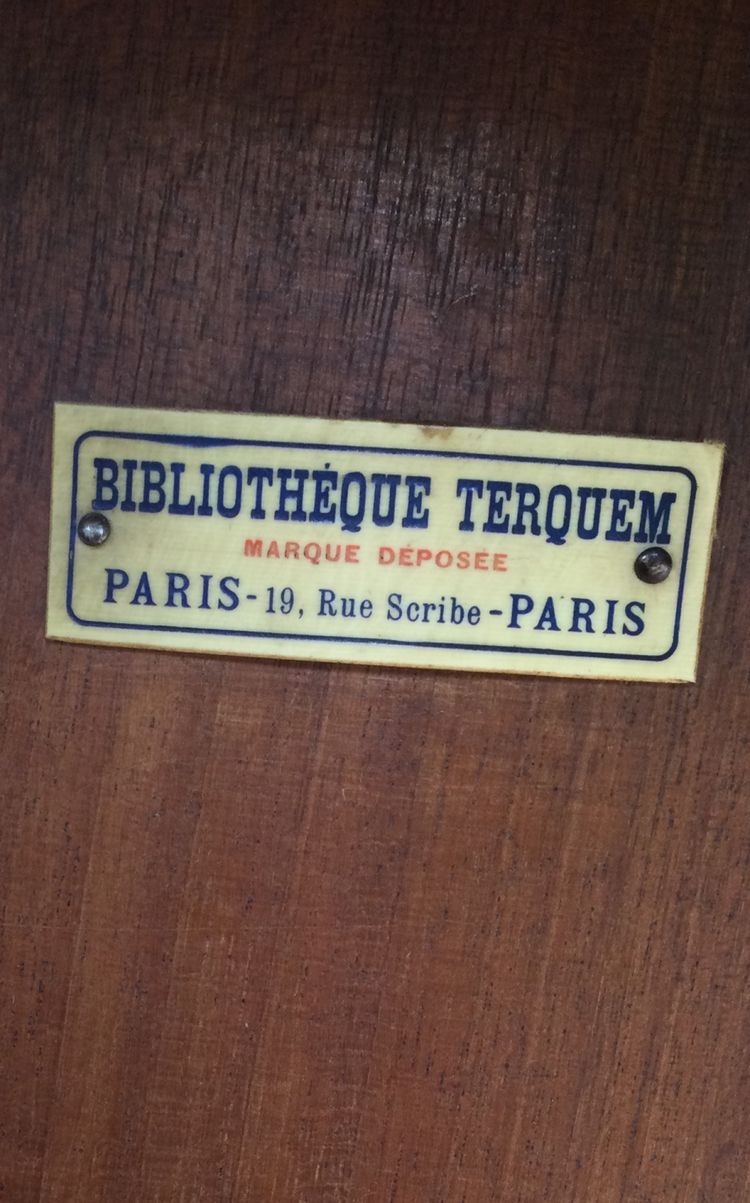 BIBLIOTHÉQUE TERQUEM
MARQUE DÉPOSÉE
PARIS-19, Rue Scribe-PARIS